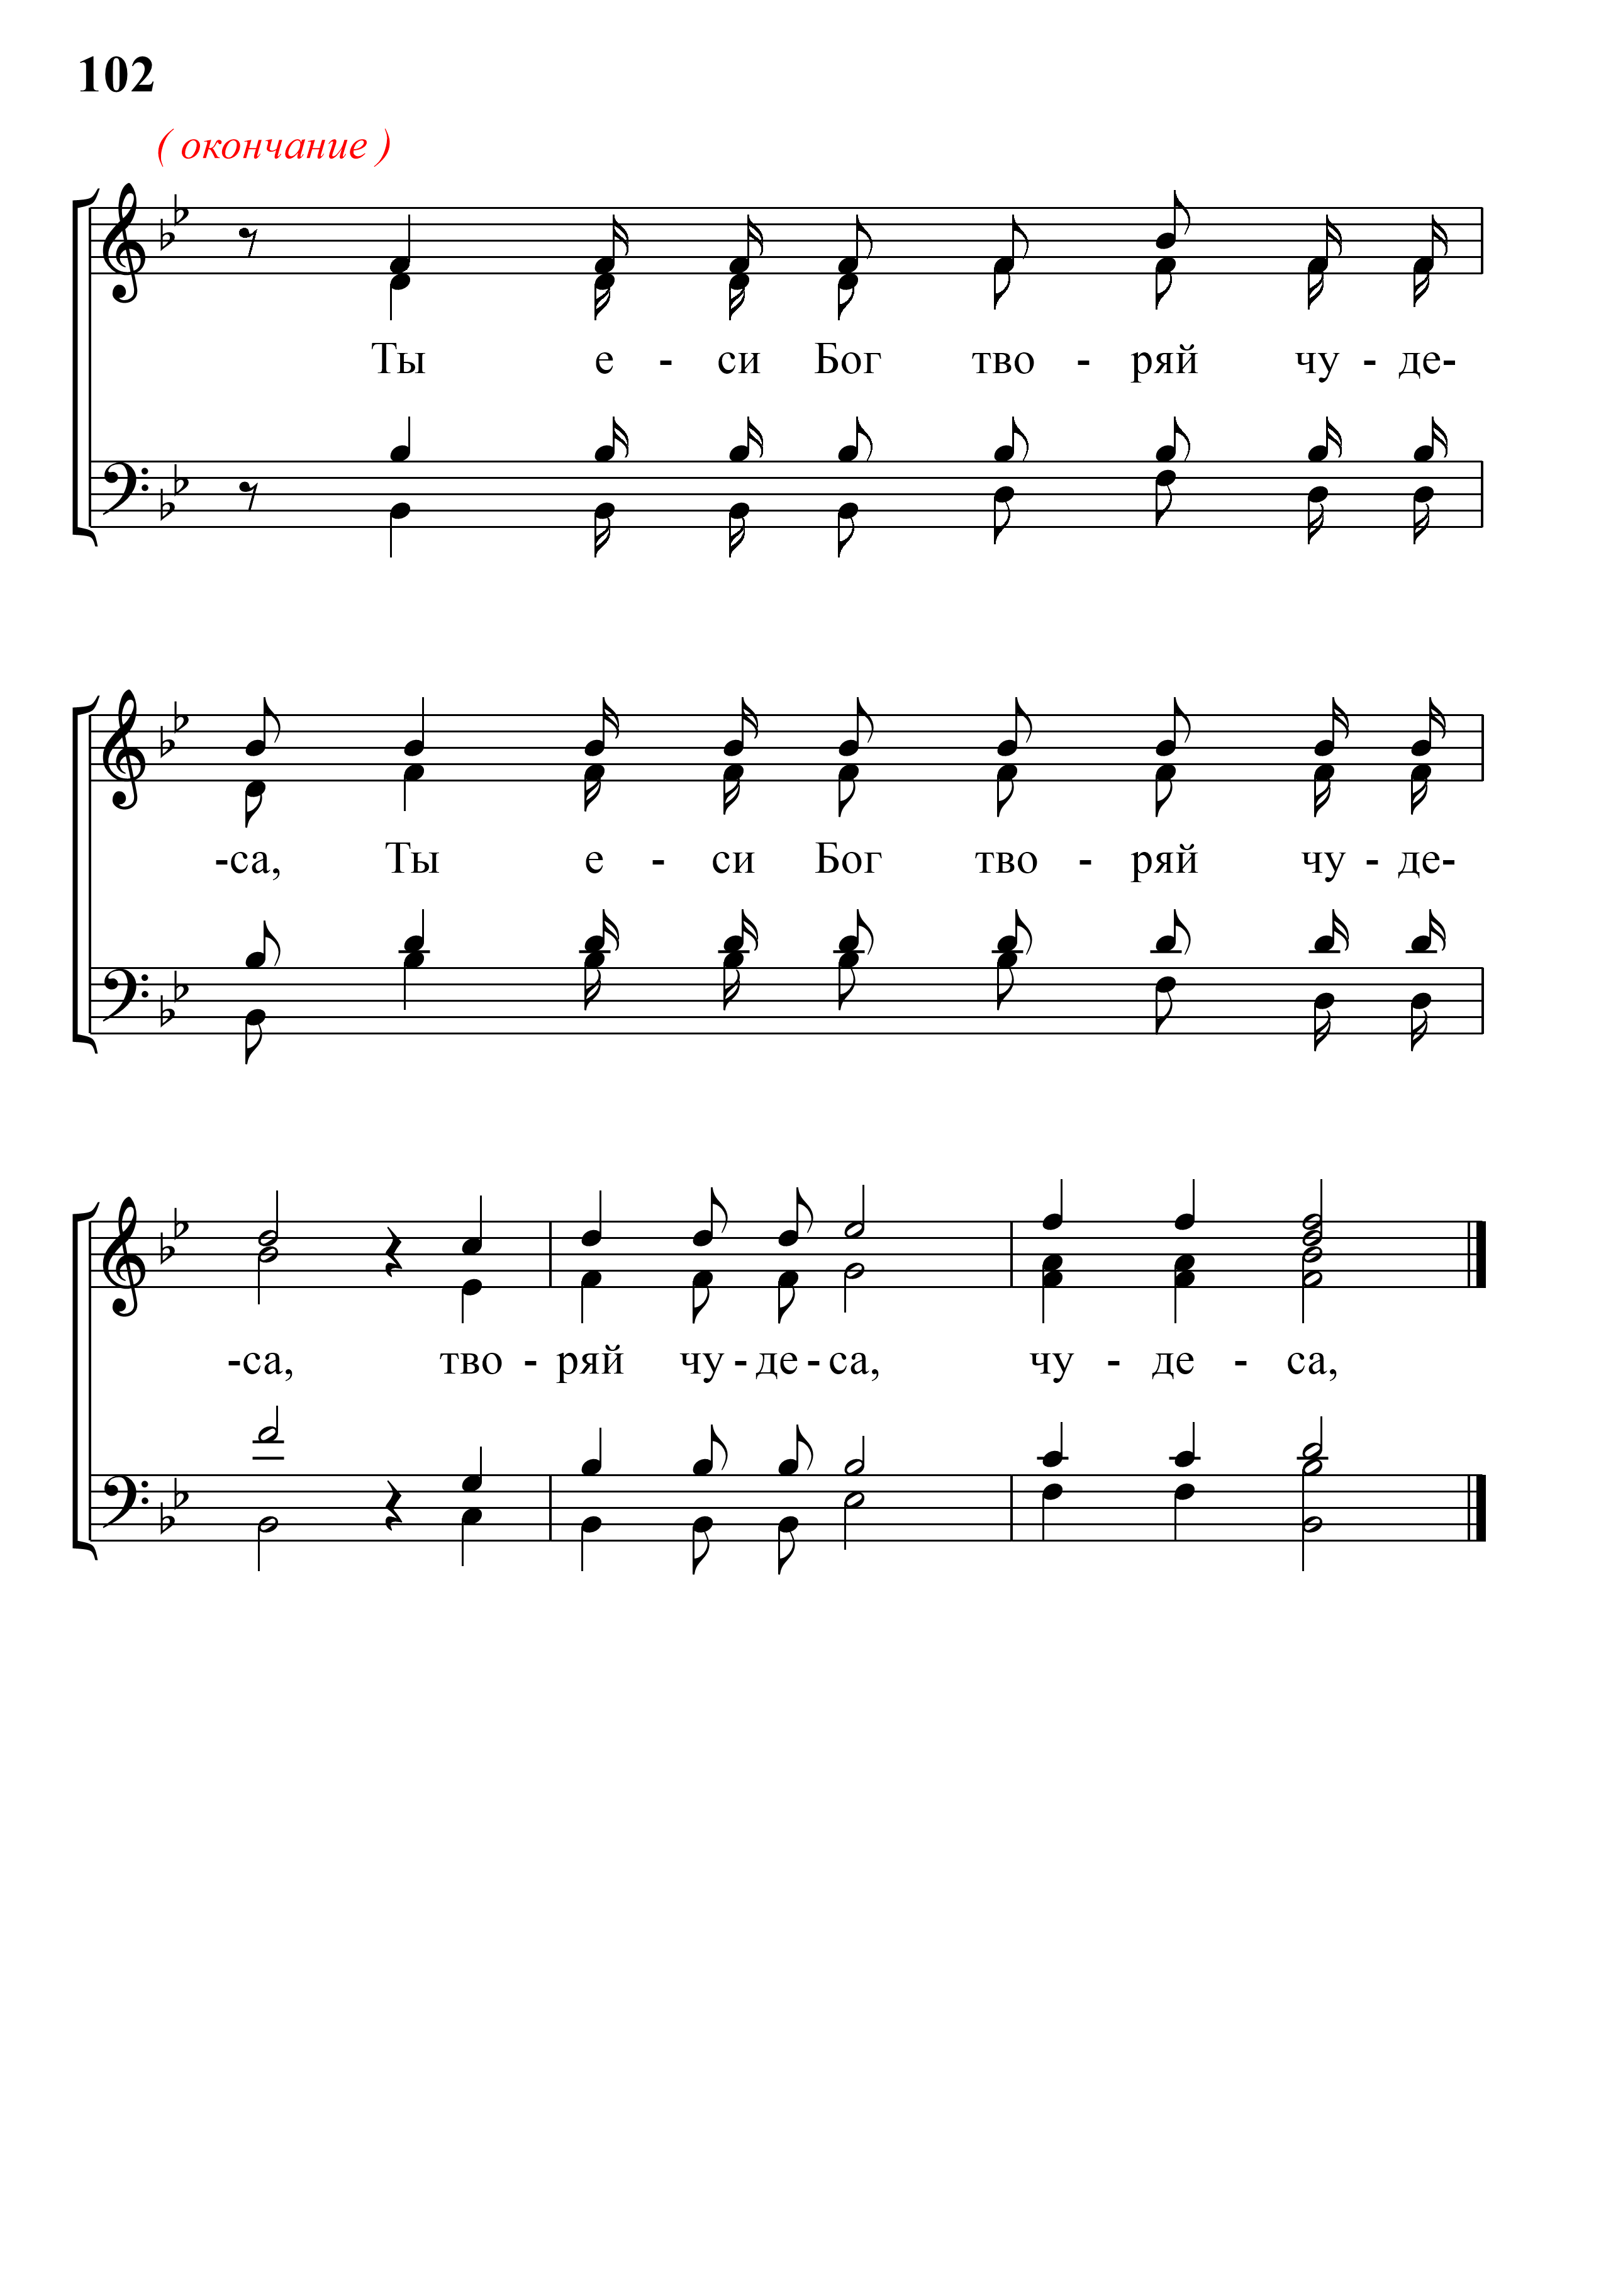 102
( окончание )
Ты е - си Бог тво - ряй чу - де-
-са, Ты е - си Бог тво - ряй чу - де-
-са, тво - ряй чу - де - са, чу - де - са,